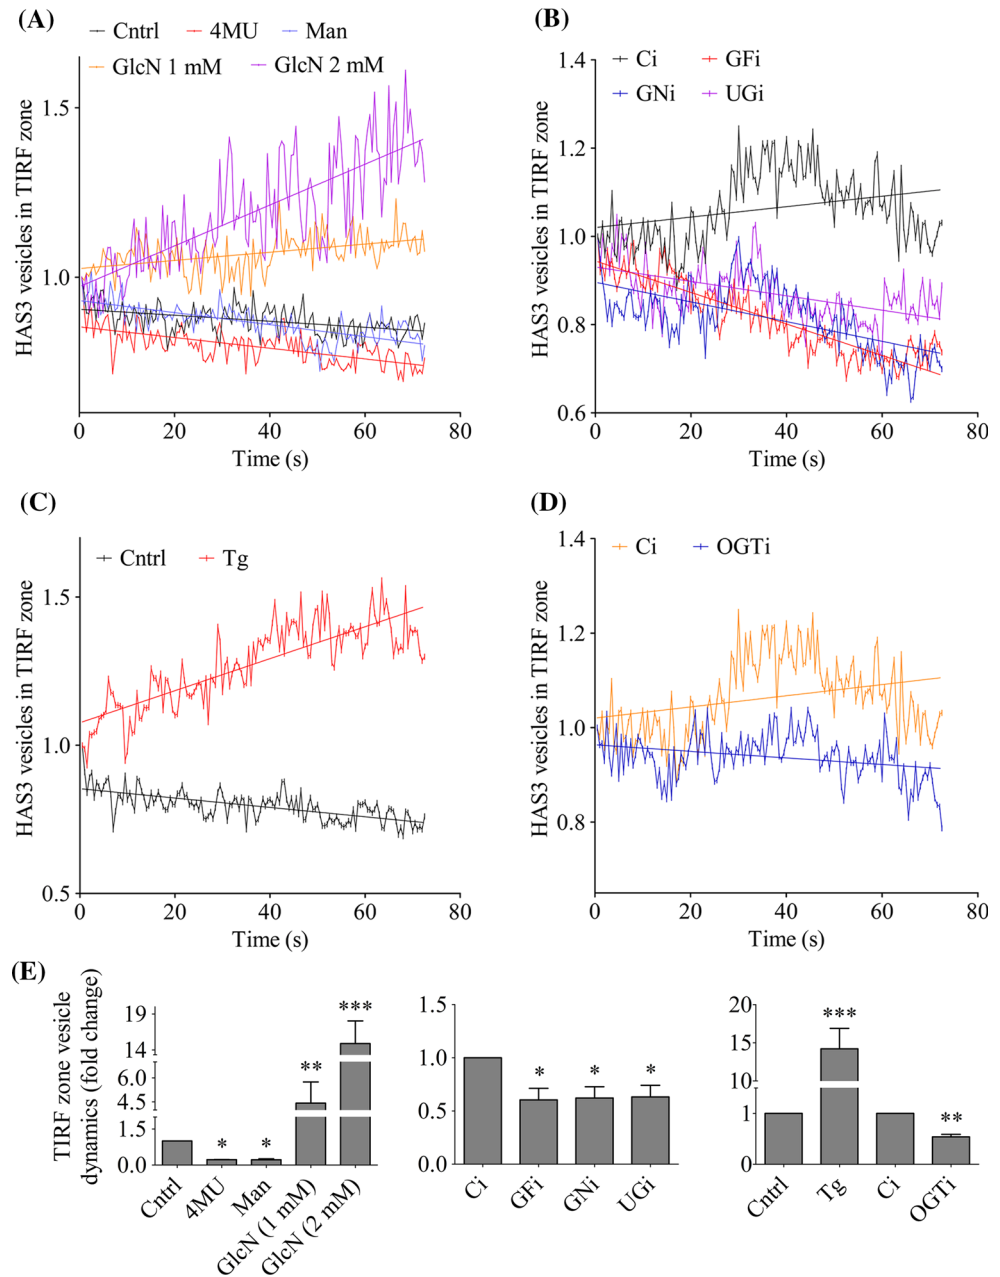 (A)
Cntrl 4MU Man
GlcN 1 mM GlcN 2 mM
HAS3 vesicles in TIRF zone
1.5
1.0
0 20 40 60 80
Time (s)
(B)
Ci GFi
GNi UGi
HAS3 vesicles in TIRF zone
1.4
1.2
1.0
0.8
0.6
0 20 40 60 80
Time (s)
(C)
Cntrl Tg
HAS3 vesicles in TIRF zone
1.5
1.0
0.5
0 20 40 60 80
Time (s)
(D)
Ci OGTi
HAS3 vesicles in TIRF zone
1.4
1.2
1.0
0.8
0 20 40 60 80
Time (s)
(E)
TIRF zone vesicle
dynamics (fold change)
19
14
6.0
4.5
1.5
0.0
* * ** ***
Cntrl 4MU Man GlcN (1 mM) GlcN (2 mM)
1.5
1.0
0.5
0.0
* * *
Ci GFi GNi UGi
20
15
10
1
0
*** **
Cntrl Tg Ci OGTi